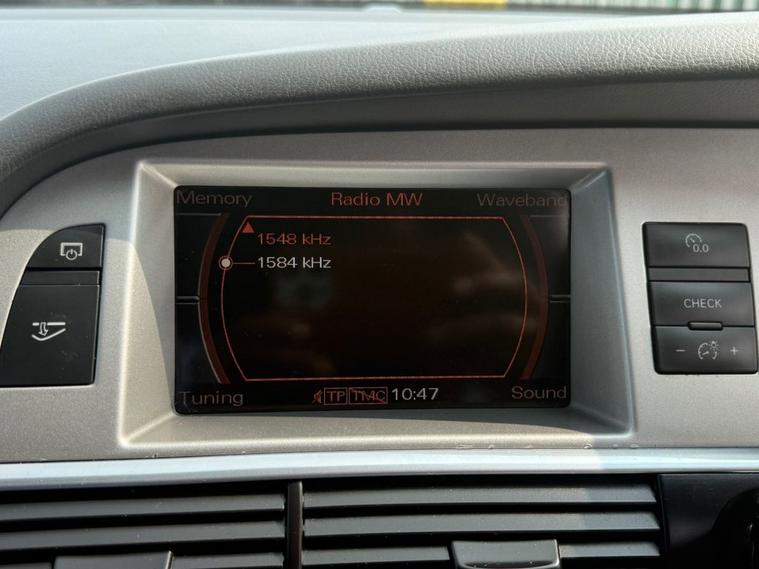 Memory Radio MW Waveband
1548 kHz
1584 kHz
Tuning TP TMC 10:47 Sound
0.0
CHECK
- +